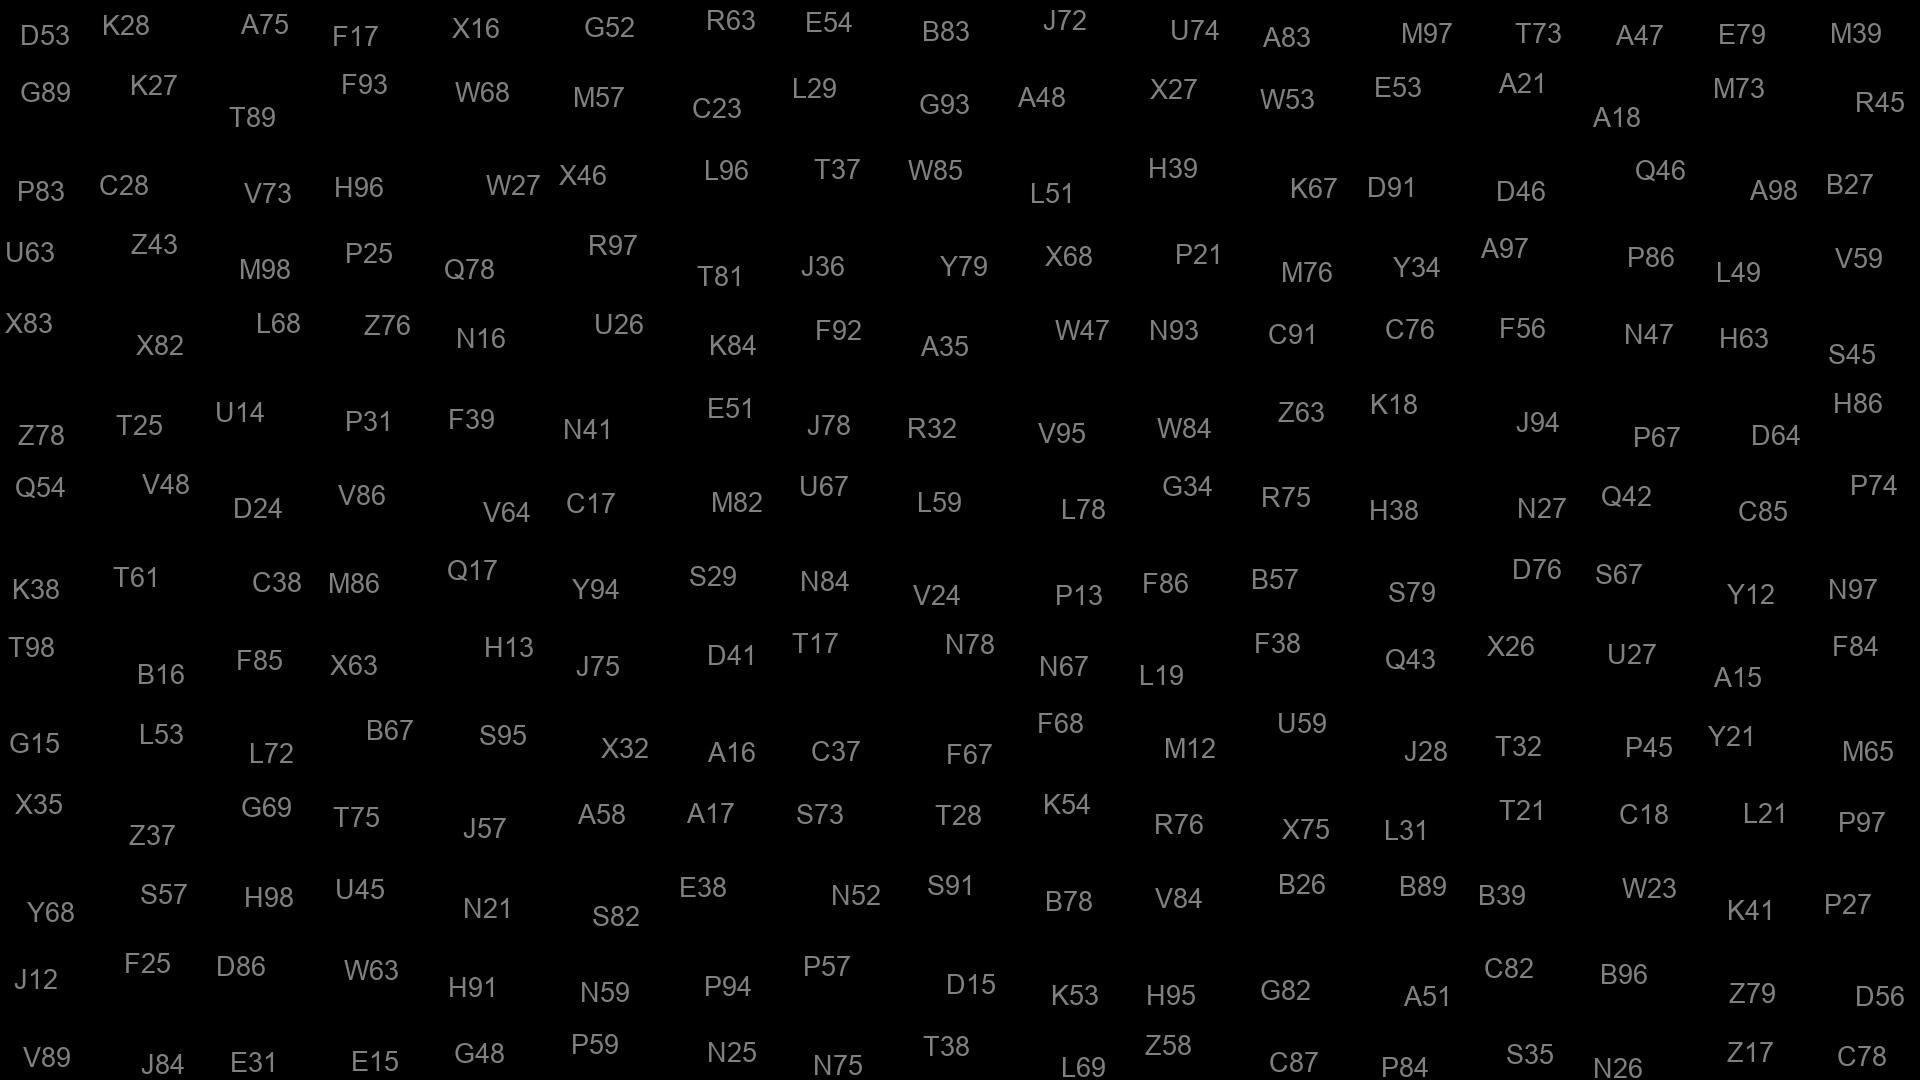 D53 K28 A75 F17 X16 G52 R63 E54 B83 J72 U74 A83 M97 T73 A47 E79 M39
G89 K27 T89 F93 W68 M57 C23 L29 G93 A48 X27 W53 E53 A21 A18 M73 R45
P83 C28 V73 H96 W27 X46 L96 T37 W85 L51 H39 K67 D91 D46 Q46 A98 B27
U63 Z43 M98 P25 Q78 R97 T81 J36 Y79 X68 P21 M76 Y34 A97 P86 L49 V59
X83 X82 L68 Z76 N16 U26 K84 F92 A35 W47 N93 C91 C76 F56 N47 H63 S45
Z78 T25 U14 P31 F39 N41 E51 J78 R32 V95 W84 Z63 K18 J94 P67 D64 H86
Q54 V48 D24 V86 V64 C17 M82 U67 L59 L78 G34 R75 H38 N27 Q42 C85 P74
K38 T61 C38 M86 Q17 Y94 S29 N84 V24 P13 F86 B57 S79 D76 S67 Y12 N97
T98 B16 F85 X63 H13 J75 D41 T17 N78 N67 L19 F38 Q43 X26 U27 A15 F84
G15 L53 L72 B67 S95 X32 A16 C37 F67 F68 M12 U59 J28 T32 P45 Y21 M65
X35 Z37 G69 T75 J57 A58 A17 S73 T28 K54 R76 X75 L31 T21 C18 L21 P97
Y68 S57 H98 U45 N21 S82 E38 N52 S91 B78 V84 B26 B89 B39 W23 K41 P27
J12 F25 D86 W63 H91 N59 P94 P57 D15 K53 H95 G82 A51 C82 B96 Z79 D56
V89 J84 E31 E15 G48 P59 N25 N75 T38 L69 Z58 C87 P84 S35 N26 Z17 C78